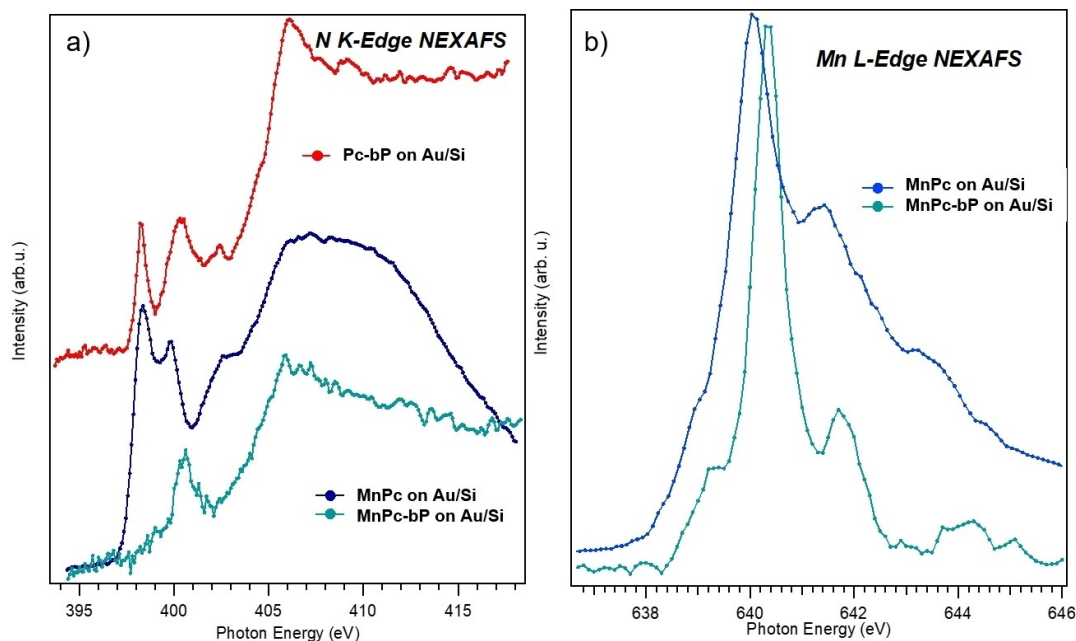 a)
N K-Edge NEXAFS
Pc-bP on Au/Si
MnPc on Au/Si
MnPc-bP on Au/Si
Intensity (arb.u.)
395 400 405 410 415
Photon Energy (eV)
b)
Mn L-Edge NEXAFS
MnPc on Au/Si
MnPc-bP on Au/Si
Intensity (arb. u.)
638 640 642 644 646
Photon Energy (eV)